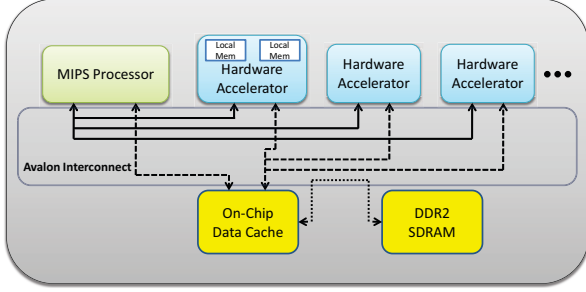 Local
Mem
Local
Mem
MIPS Processor
Hardware
Accelerator
Hardware
Accelerator
Hardware
Accelerator
Avalon Interconnect
On-Chip
Data Cache
DDR2
SDRAM